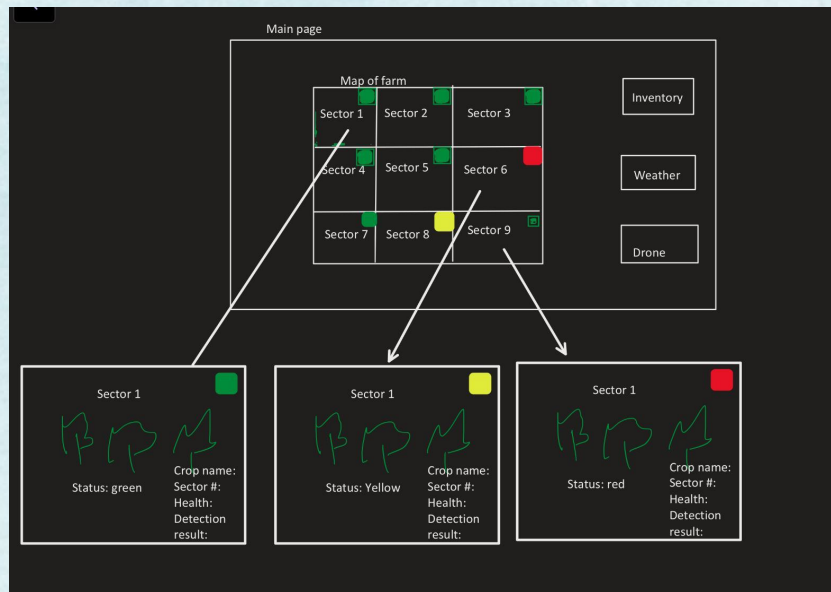 Main page
Map of farm
Sector 1
Sector 2
Sector 3
Inventory
Sector 4
Sector 5
Sector 6
Weather
Sector 7
Sector 8
Sector 9
Drone
Sector 1
Status: green
Crop name:
Sector #:
Health:
Detection
result:
Sector 1
Status: Yellow
Crop name:
Sector #:
Health:
Detection
result:
Sector 1
Status: red
Crop name:
Sector #:
Health:
Detection
result: